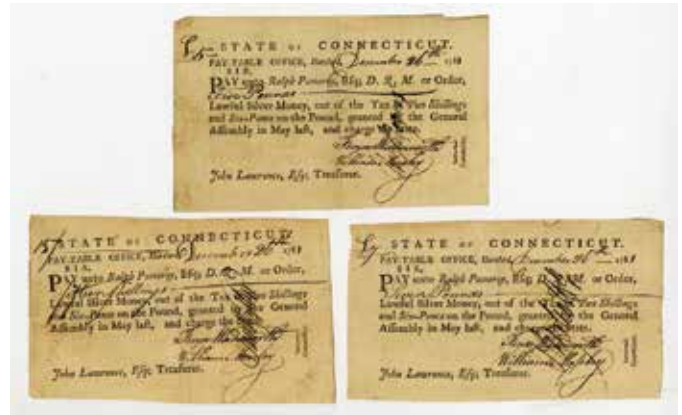 STATE OF CONNECTICUT.
PAY-TABLE OFFICE, December 26th
SIR,
PAY unto Ralph Pomeroy, Esq; D. Q. M. or Order,
Five Pounds
Lawful Silver Money, out of the Tax of Two Shillings
and Six-Pence on the Pound, granted by the General
Assembly in May last, and charge the State.
John Lawrence, Esq; Treasurer.
15/ STATE OF CONNECTICUT.
PAY-TABLE OFFICE, December 26th
SIR,
PAY unto Ralph Pomeroy, Esq; D. Q. M. or Order,
Shillings
Lawful Silver Money, out of the Tax of Two Shillings
and Six-Pence on the Pound, granted by the General
Assembly in May last, and charge the State.
John Lawrence, Esq; Treasurer.
STATE OF CONNECTICUT.
PAY-TABLE OFFICE, December 26th
SIR,
PAY unto Ralph Pomeroy, Esq; D. Q. M. or Order,
Pounds
Lawful Silver Money, out of the Tax of Two Shillings
and Six-Pence on the Pound, granted by the General
Assembly in May last, and charge the State.
William
John Lawrence, Esq; Treasurer.